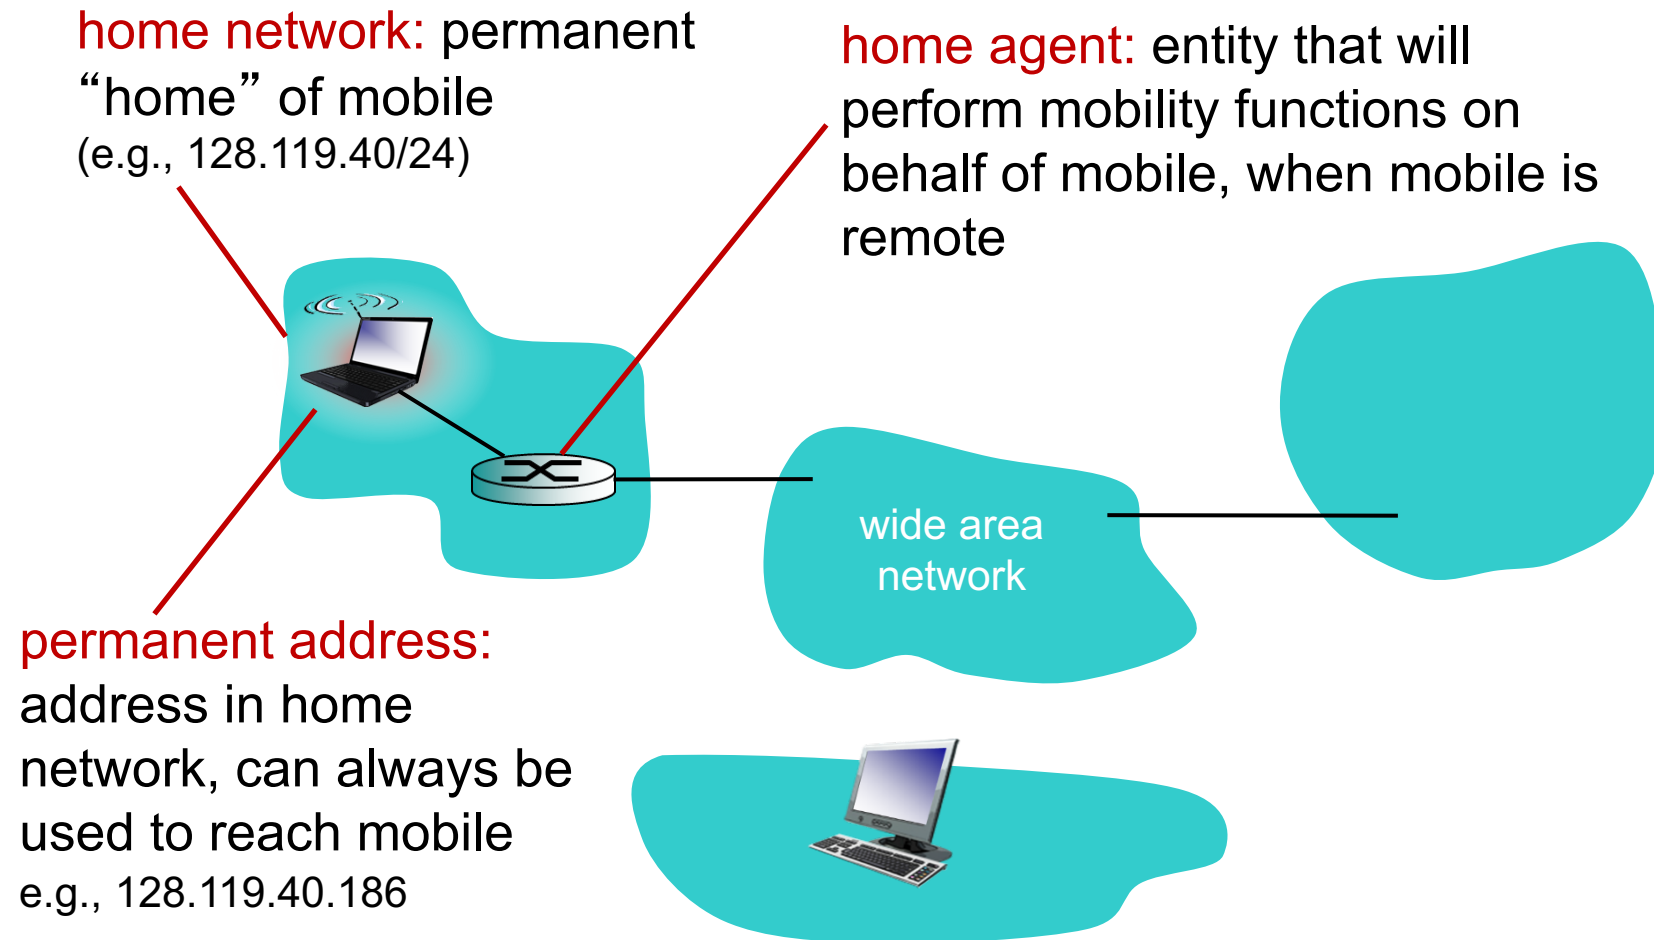 home network: permanent
“home” of mobile
(e.g., 128.119.40/24)
home agent: entity that will
perform mobility functions on
behalf of mobile, when mobile is
remote
wide area
network
permanent address:
address in home
network, can always be
used to reach mobile
e.g., 128.119.40.186